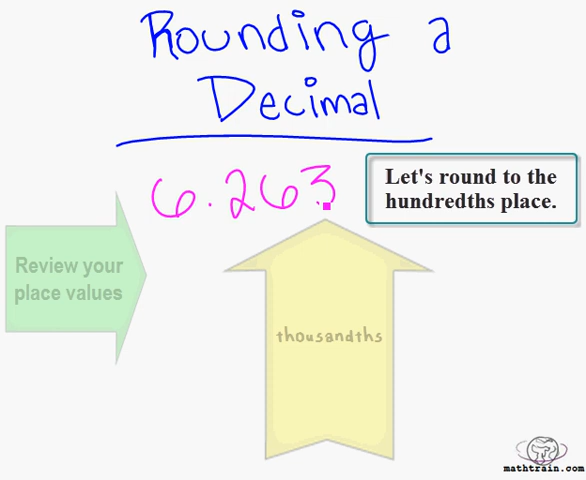 Rounding a
Decimal
6.263
Let's round to the
hundredths place.
Review your
place values
thousandths
mathtrain.com